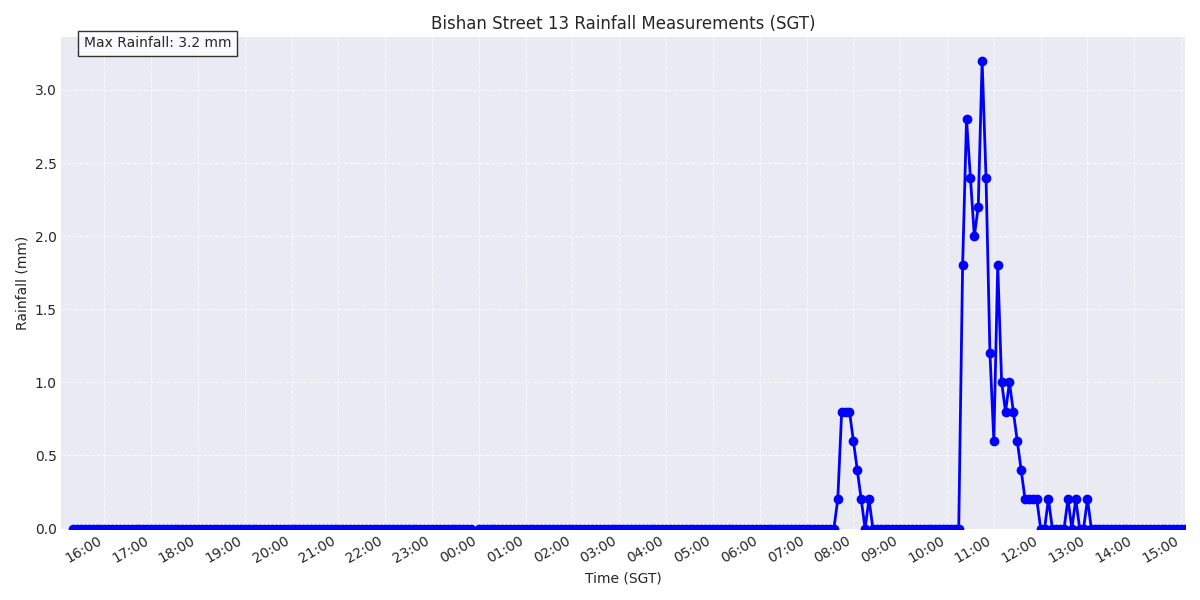 Bishan Street 13 Rainfall Measurements (SGT)
Max Rainfall: 3.2 mm
Rainfall (mm)
3.0
2.5
2.0
1.5
1.0
0.5
0.0
16:00 17:00 18:00 19:00 20:00 21:00 22:00 23:00 00:00 01:00 02:00 03:00 04:00 05:00 06:00 07:00 08:00 09:00 10:00 11:00 12:00 13:00 14:00 15:00
Time (SGT)